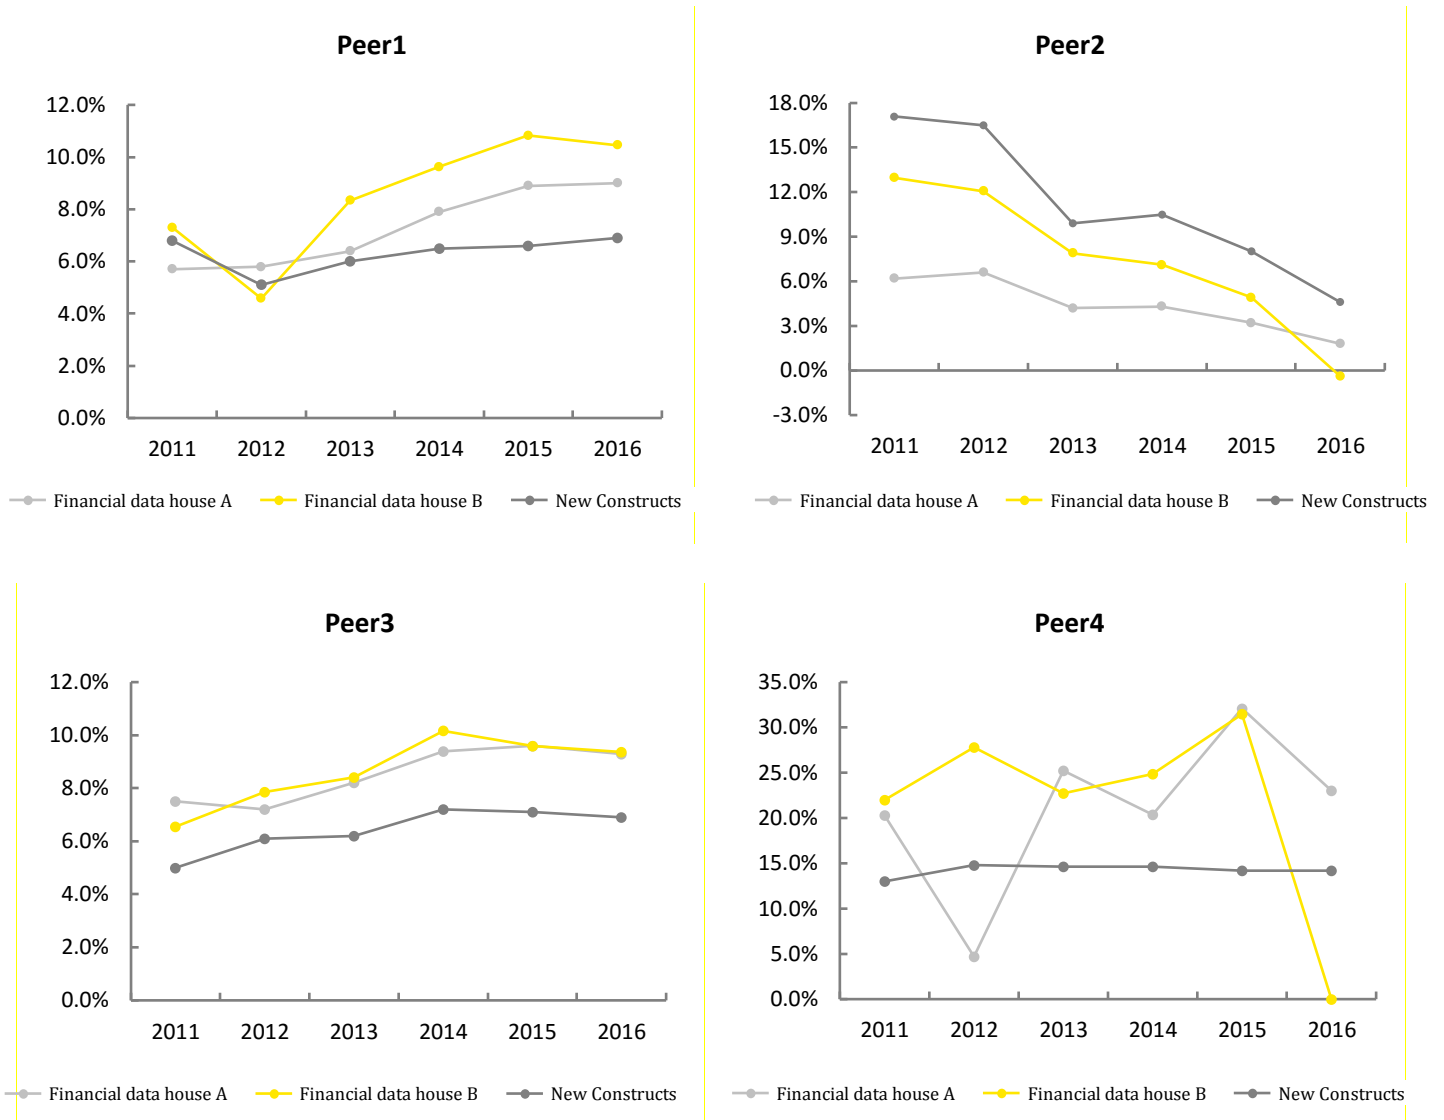 Peer1
12.0%
10.0%
8.0%
6.0%
4.0%
2.0%
0.0%
2011 2012 2013 2014 2015 2016
Financial data house A Financial data house B New Constructs
Peer2
18.0%
15.0%
12.0%
9.0%
6.0%
3.0%
0.0%
-3.0%
2011 2012 2013 2014 2015 2016
Financial data house A Financial data house B New Constructs
Peer3
12.0%
10.0%
8.0%
6.0%
4.0%
2.0%
0.0%
2011 2012 2013 2014 2015 2016
Financial data house A Financial data house B New Constructs
Peer4
35.0%
30.0%
25.0%
20.0%
15.0%
10.0%
5.0%
0.0%
2011 2012 2013 2014 2015 2016
Financial data house A Financial data house B New Constructs